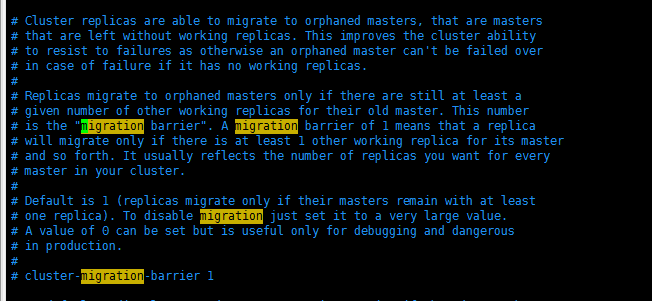 # Cluster replicas are able to migrate to orphaned masters, that are masters
# that are left without working replicas. This improves the cluster ability
# to resist to failures as otherwise an orphaned master can't be failed over
# in case of failure if it has no working replicas.
#
# Replicas migrate to orphaned masters only if there are still at least a
# given number of other working replicas for their old master. This number
# is the "migration barrier". A migration barrier of 1 means that a replica
# will migrate only if there is at least 1 other working replica for its master
# and so forth. It usually reflects the number of replicas you want for every
# master in your cluster.
#
# Default is 1 (replicas migrate only if their masters remain with at least
# one replica). To disable migration just set it to a very large value.
# A value of 0 can be set but is useful only for debugging and dangerous
# in production.
#
# cluster-migration-barrier 1